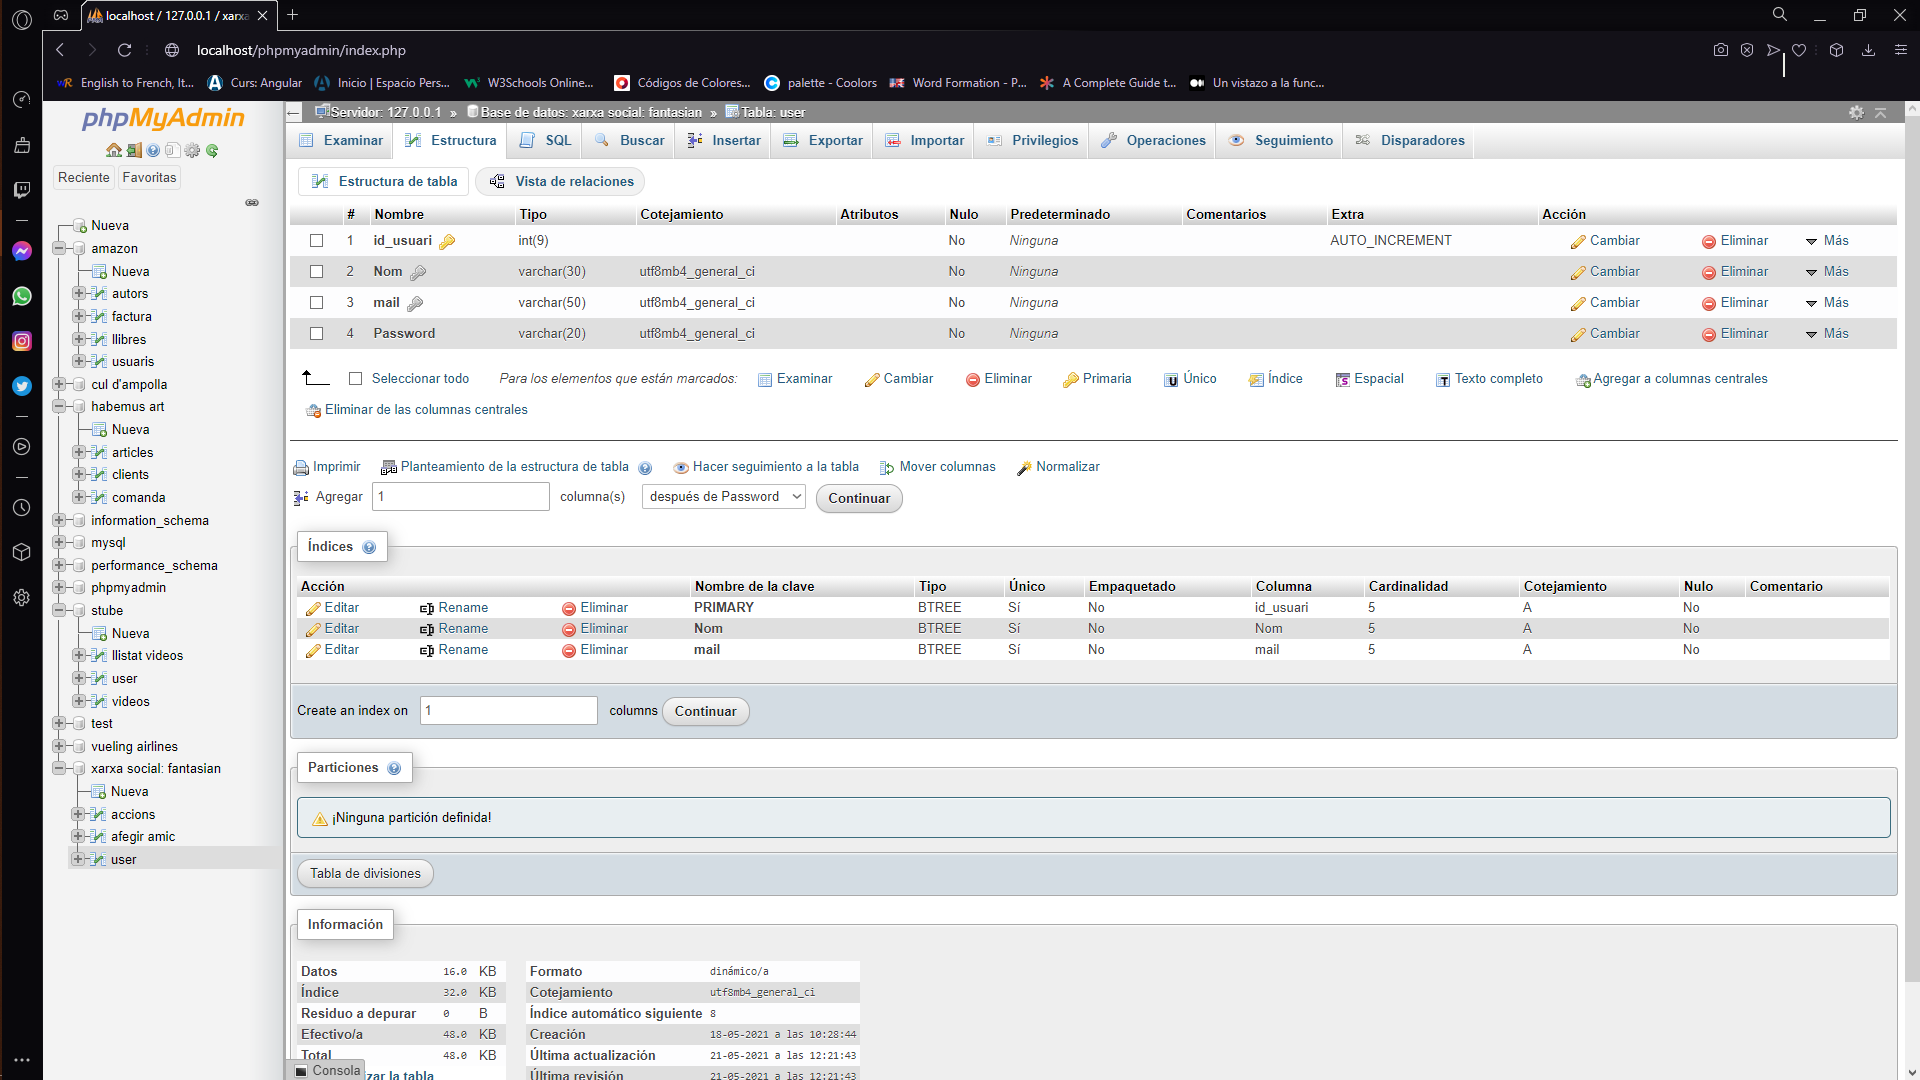 localhost / 127.0.0.1 / xarx
localhost/phpmyadmin/index.php
English to French, It...
Curs: Angular
Inicio | Espacio Pers...
W3Schools Online...
Códigos de Colores...
palette - Coolors
Word Formation - P...
A Complete Guide t...
Un vistazo a la func...
phpMyAdmin
Reciente Favoritas
Nueva
amazon
Nueva
autors
factura
llibres
usuaris
cul d'ampolla
habemus art
Nueva
articles
clients
comanda
information_schema
mysql
performance_schema
phpmyadmin
stube
Nueva
llistat videos
user
videos
test
vueling airlines
xarxa social: fantasian
Nueva
accions
afegir amic
user
Servidor: 127.0.0.1 » Base de datos: xarxa social: fantasian » Tabla: user
Examinar Estructura SQL Buscar Insertar Exportar Importar Privilegios Operaciones Seguimiento Disparadores
Estructura de tabla Vista de relaciones
# Nombre Tipo Cotejamiento Atributos Nulo Predeterminado Comentarios Extra Acción
1 id_usuari int(9) No Ninguna AUTO_INCREMENT Cambiar Eliminar Más
2 Nom varchar(30) utf8mb4_general_ci No Ninguna Cambiar Eliminar Más
3 mail varchar(50) utf8mb4_general_ci No Ninguna Cambiar Eliminar Más
4 Password varchar(20) utf8mb4_general_ci No Ninguna Cambiar Eliminar Más
Seleccionar todo Para los elementos que están marcados: Examinar Cambiar Eliminar Primaria Único Índice Espacial Texto completo Agregar a columnas centrales
Eliminar de las columnas centrales
Imprimir Planteamiento de la estructura de tabla Hacer seguimiento a la tabla Mover columnas Normalizar
Agregar 1 columna(s) después de Password Continuar
Índices
Acción Nombre de la clave Tipo Único Empaquetado Columna Cardinalidad Cotejamiento Nulo Comentario
Editar Rename Eliminar PRIMARY BTREE Sí No id_usuari 5 A No
Editar Rename Eliminar Nom BTREE Sí No Nom 5 A No
Editar Rename Eliminar mail BTREE Sí No mail 5 A No
Create an index on 1 columns Continuar
Particiones
¡Ninguna partición definida!
Tabla de divisiones
Información
Datos 16.0 KB
Índice 32.0 KB
Residuo a depurar 0 B
Efectivo/a 48.0 KB
Total 48.0 KB
Formato dinámico/a
Cotejamiento utf8mb4_general_ci
Índice automático siguiente 8
Creación 18-05-2021 a las 10:28:44
Última actualización 21-05-2021 a las 12:21:43
Última revisión 21-05-2021 a las 12:21:43
Consola zar la tabla